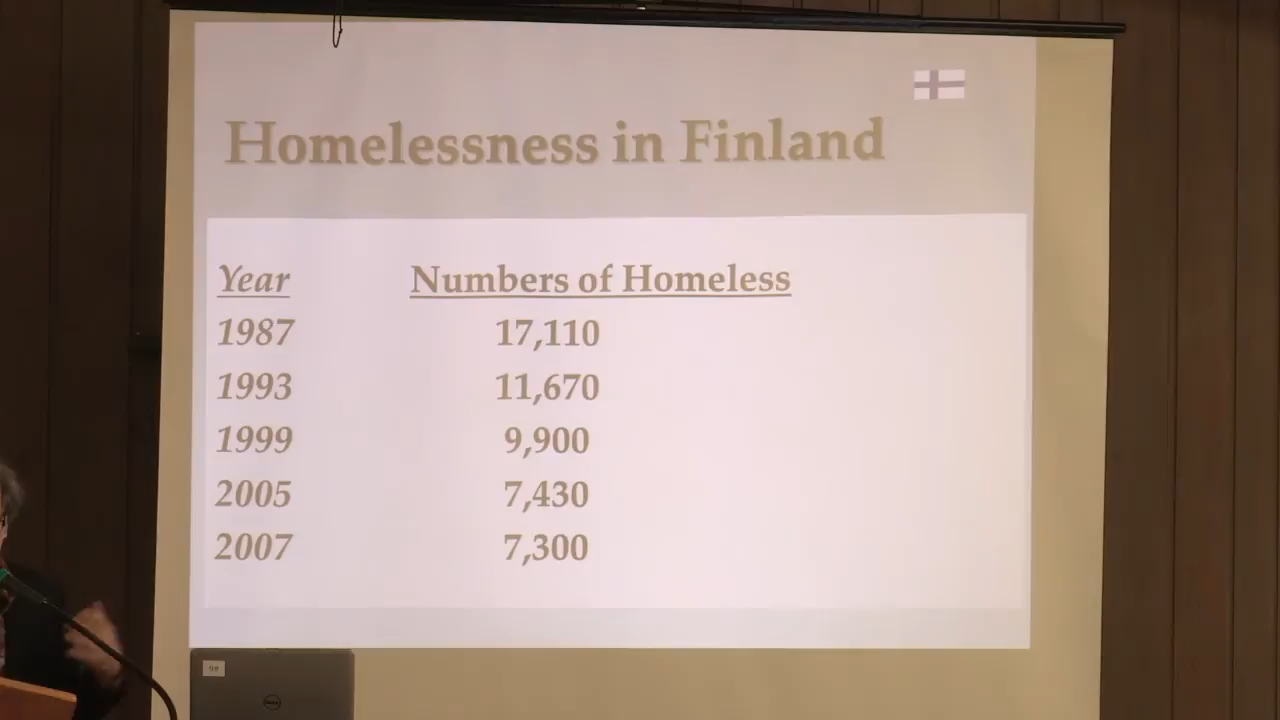 Homelessness in Finland
Year Numbers of Homeless
1987 17,110
1993 11,670
1999 9,900
2005 7,430
2007 7,300
DELL